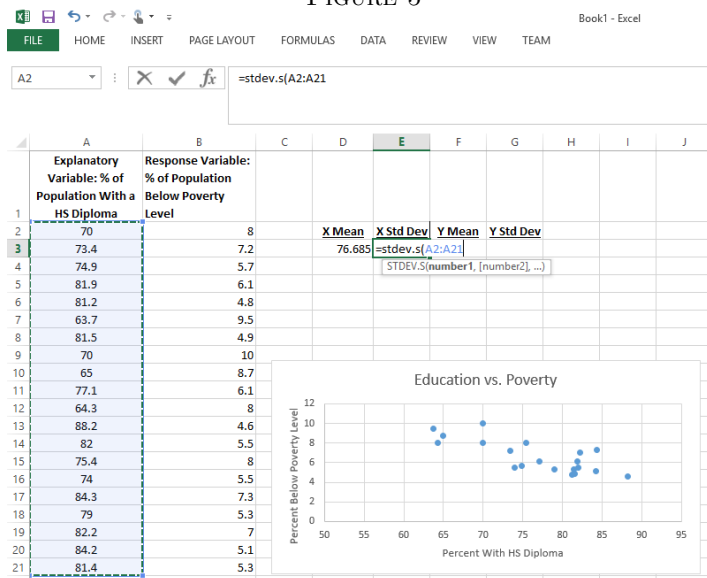 FIGURE 3
Book1 - Excel
FILE HOME INSERT PAGE LAYOUT FORMULAS DATA REVIEW VIEW TEAM
A2 fx =stdev.s(A2:A21
A B C D E F G H I J
Explanatory Response Variable:
Variable: % of % of Population
Population With a Below Poverty
1 HS Diploma Level
2 70 8 X Mean X Std Dev Y Mean Y Std Dev
3 73.4 7.2 76.685 =stdev.s(A2:A21
4 74.9 5.7 STDEV.S(number1, [number2], ...)
5 81.9 6.1
6 81.2 4.8
7 63.7 9.5
8 81.5 4.9
9 70 10
10 65 8.7
11 77.1 6.1
12 64.3 8
13 88.2 4.6
14 82 5.5
15 75.4 8
16 74 5.5
17 84.3 7.3
18 79 5.3
19 82.2 7
20 84.2 5.1
21 81.4 5.3
Education vs. Poverty
Percent Below Poverty Level
12
10
8
6
4
2
0
50 55 60 65 70 75 80 85 90 95
Percent With HS Diploma